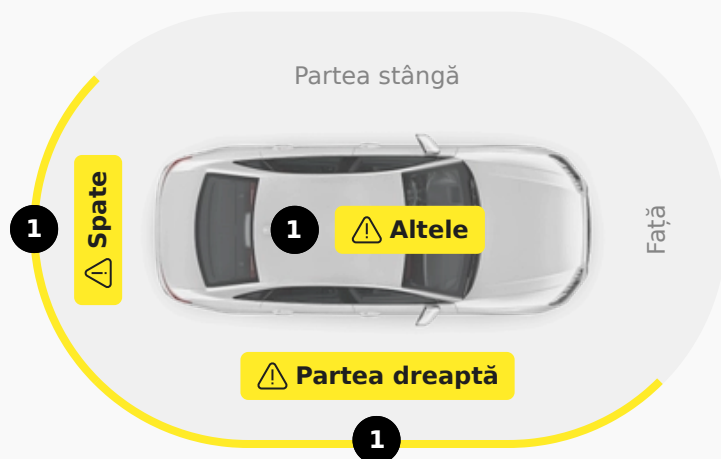 Partea stângă
1
Spate
1
Altele
Față
Partea dreaptă
1